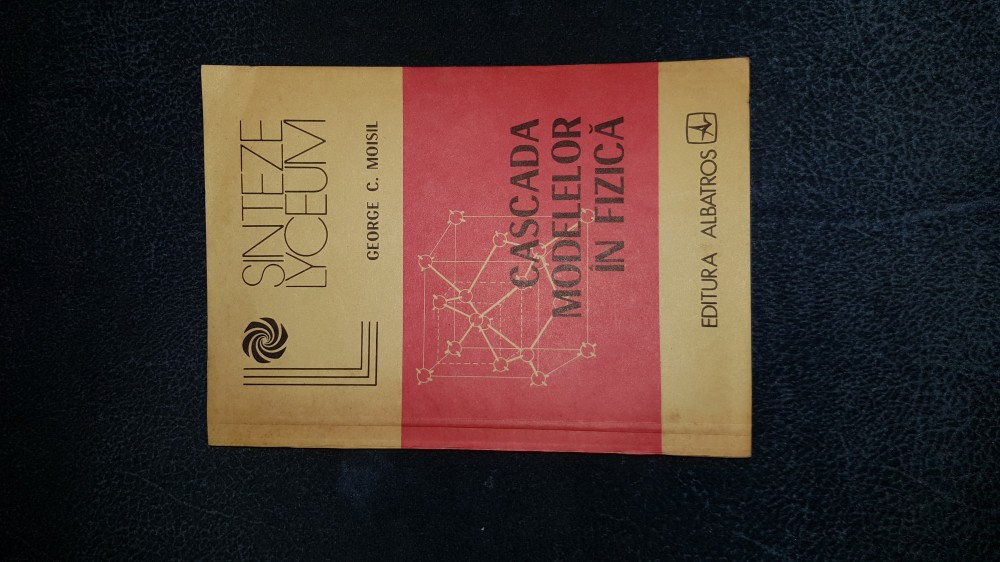 SINTEZE
LYCEUM
GEORGE C. MOISIL
CASCADA
MODELELOR
ÎN FIZICĂ
EDITURA ALBATROS